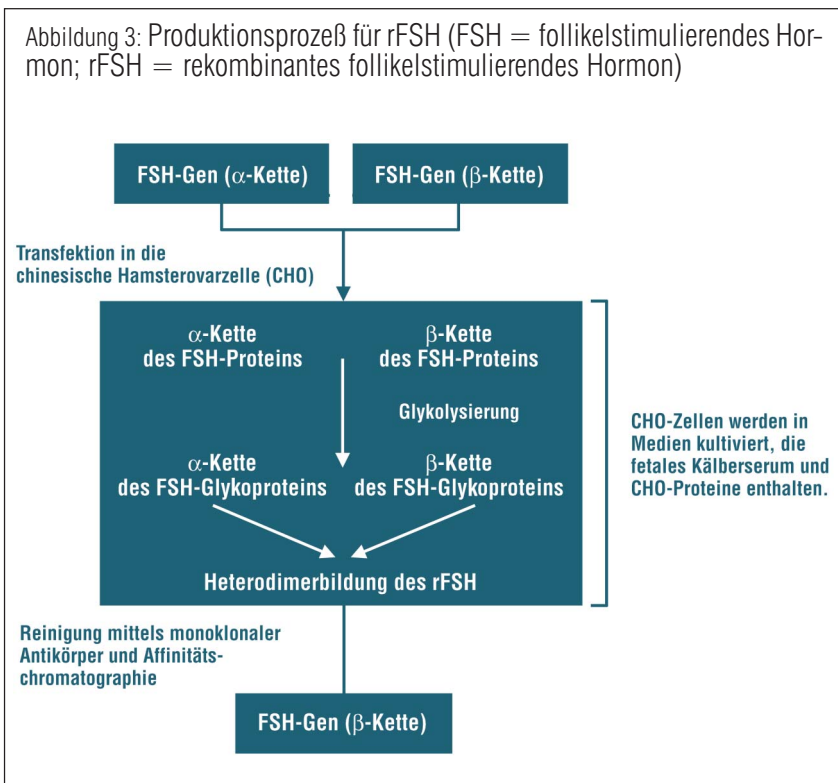 Abbildung 3: Produktionsprozeß für rFSH (FSH = follikelstimulierendes Hor-
mon; rFSH = rekombinantes follikelstimulierendes Hormon)
FSH-Gen (α-Kette)
FSH-Gen (β-Kette)
Transfektion in die
chinesische Hamsterovarzelle (CHO)
α-Kette
des FSH-Proteins
β-Kette
des FSH-Proteins
Glykolysierung
α-Kette
des FSH-Glykoproteins
β-Kette
des FSH-Glykoproteins
Heterodimerbildung des rFSH
CHO-Zellen werden in
Medien kultiviert, die
fetales Kälberserum und
CHO-Proteine enthalten.
Reinigung mittels monoklonaler
Antikörper und Affinitäts-
chromatographie
FSH-Gen (β-Kette)